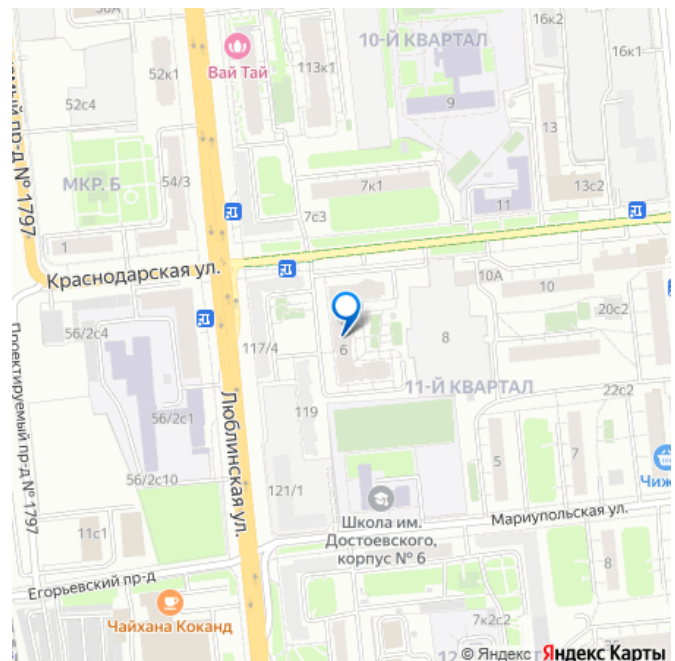 16к2
10-Й КВАРТАЛ
16к1
Вай Тай
113к1
52к1
52с4
9
13
МКР. Б
54/3
7к1
13с2
11
7с3
1
Краснодарская ул.
10А
10
20с2
56/2с4
117/4
6
8
11-Й КВАРТАЛ
22с2
119
56/2с1
Люблинская ул.
Проектируемый пр-д № 1797
5
7
Чиж
56/2с10
121/1
Школа им.
Достоевского,
корпус № 6
Мариупольская ул.
11с1
8
Егорьевский пр-д
Чайхана Коканд
7к2с2
12
© Яндекс Яндекс Карты